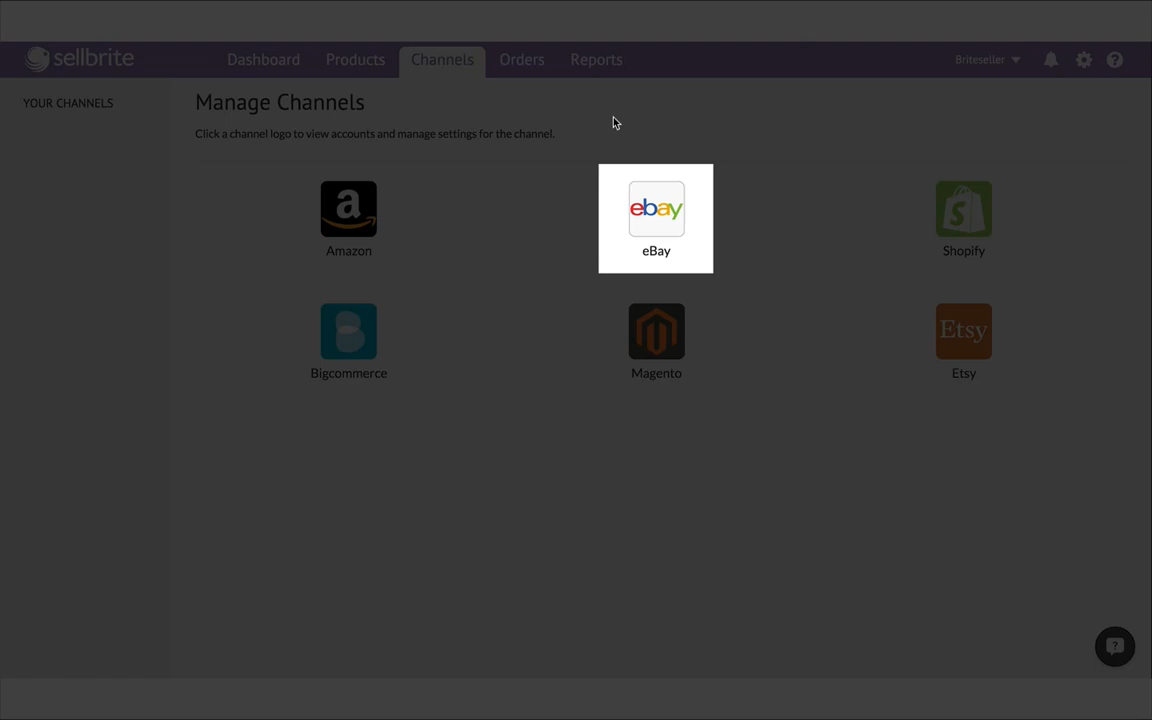 sellbrite Dashboard Products Channels Orders Reports Briteseller ?
YOUR CHANNELS
Manage Channels
Click a channel logo to view accounts and manage settings for the channel.
a ebay S
Amazon eBay Shopify
B Etsy
Bigcommerce Magento Etsy
?